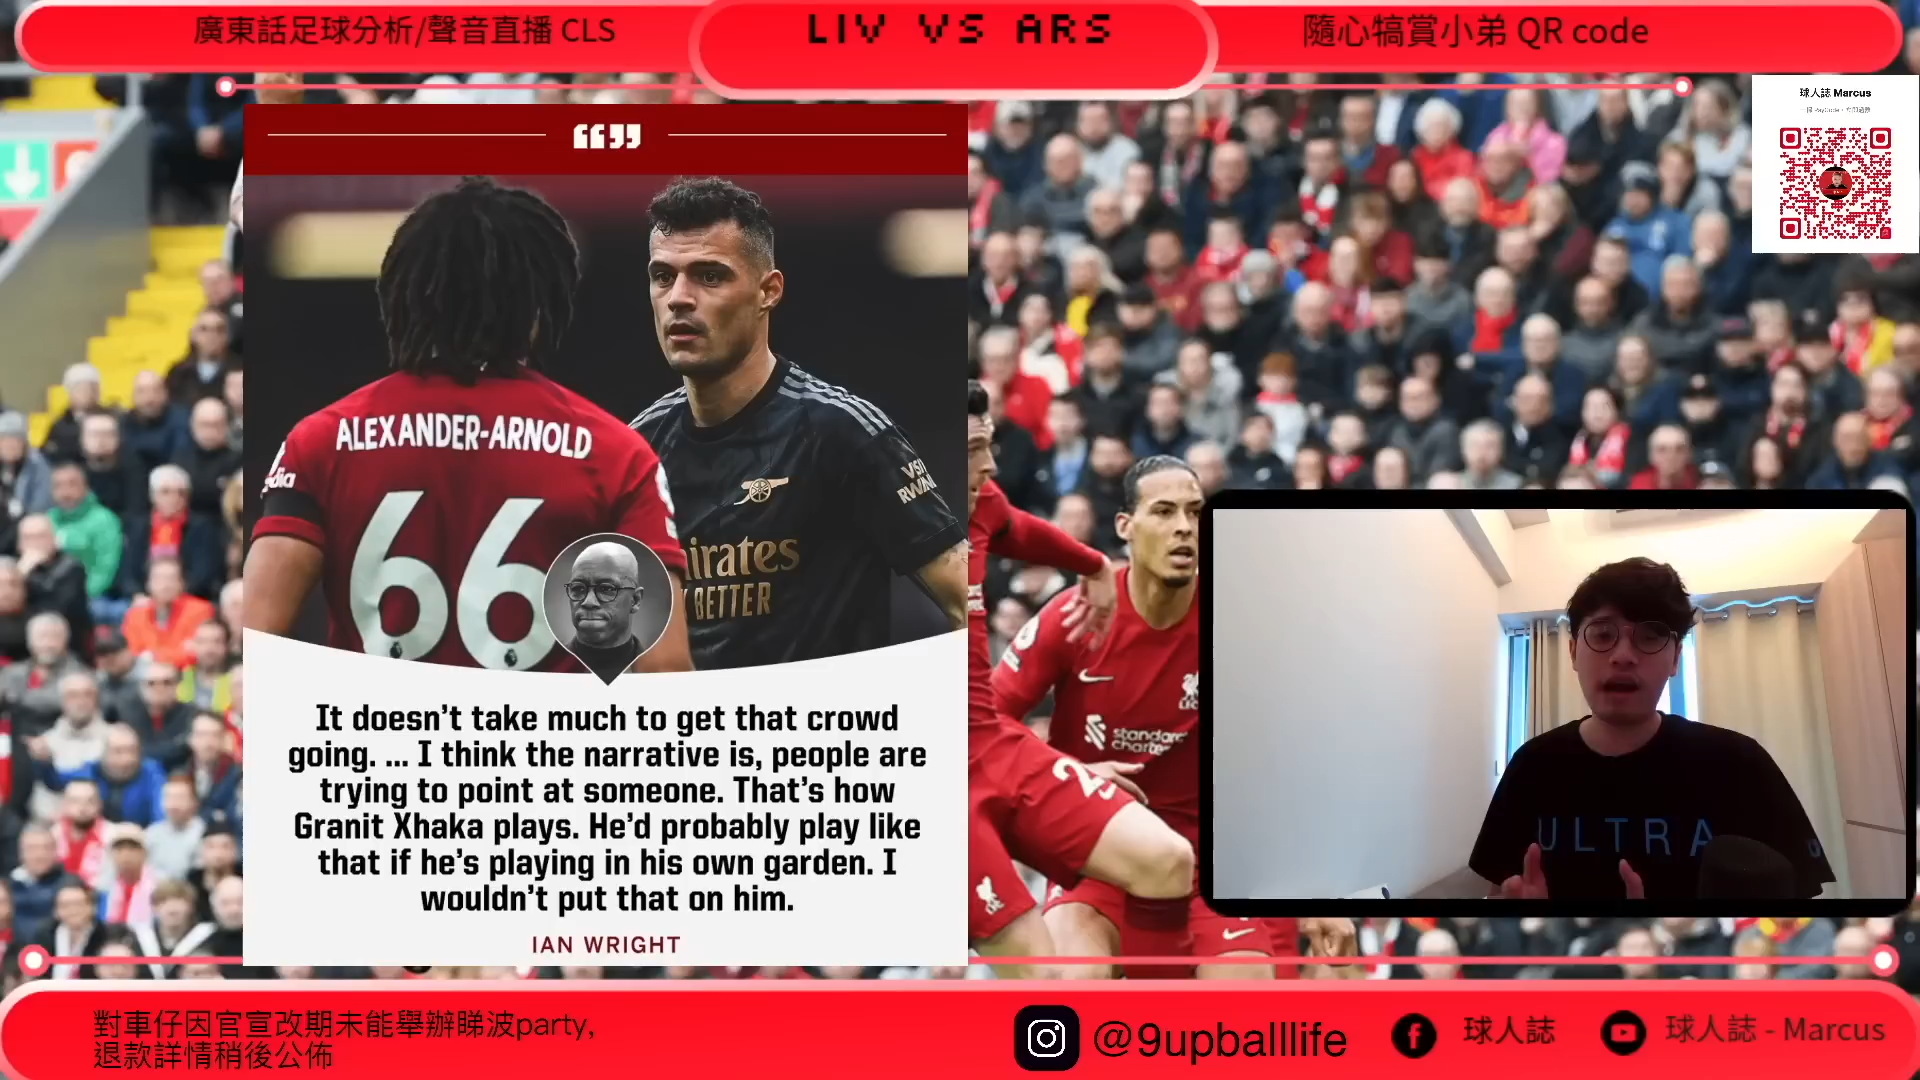 廣東話足球分析/聲音直播 CLS
LIV VS ARS
隨心犒賞小弟 QR code
球人誌 Marcus
ALEXANDER-ARNOLD
66
VISIT
RWAN
irates
BETTER
standard
chartered
2
ULTRA
It doesn't take much to get that crowd
going. ... I think the narrative is, people are
trying to point at someone. That's how
Granit Xhaka plays. He'd probably play like
that if he's playing in his own garden. I
wouldn't put that on him.
IAN WRIGHT
對車仔因官宣改期未能舉辦睇波party,
退款詳情稍後公佈
@9upballlife
球人誌
球人誌 - Marcus